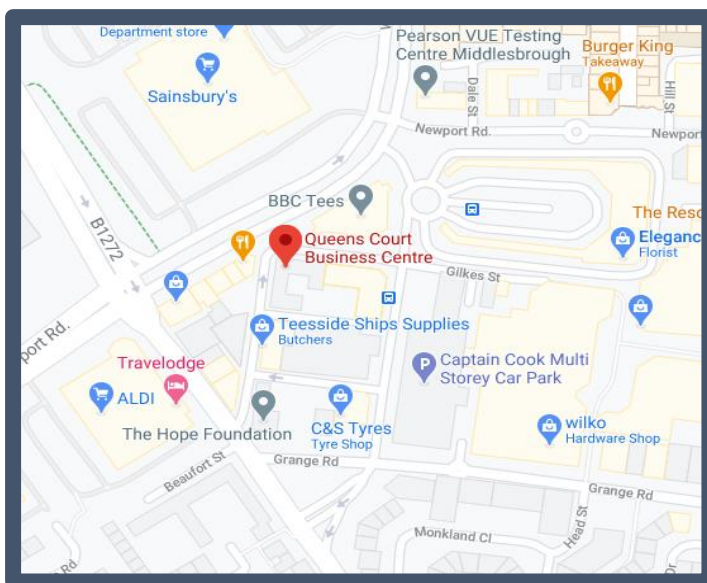 Department store
Sainsbury's
Pearson VUE Testing
Centre Middlesbrough
Burger King
Takeaway
Dale St
Hill St
Newport Rd.
Newport
BBC Tees
The Reso
Eleganc
Florist
Queens Court
Business Centre
Gilkes St
B1272
port Rd.
Teesside Ships Supplies
Butchers
Travelodge
ALDI
P
Captain Cook Multi
Storey Car Park
The Hope Foundation
C&S Tyres
Tyre Shop
wilko
Hardware Shop
Beaufort St
Grange Rd
Grange Rd
Head St
Monkland Cl
Rd
Dr